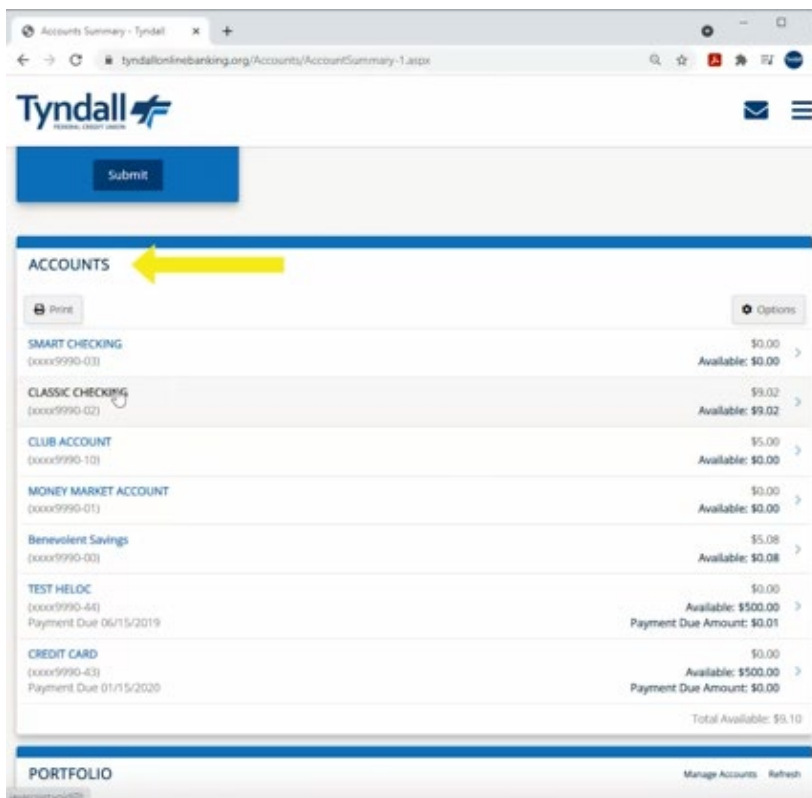 Accounts Summary - Tyndall
tyndallonlinebanking.org/Accounts/AccountSummary-1.aspx
Tyndall
FEDERAL CREDIT UNION
Submit
ACCOUNTS
Print
Options
SMART CHECKING
$0.00
(xxxx9990-03)
Available: $0.00
CLASSIC CHECKING
$9.02
(xxxx9990-02)
Available: $9.02
CLUB ACCOUNT
$5.00
(xxxx9990-10)
Available: $0.00
MONEY MARKET ACCOUNT
$0.00
(xxxx9990-01)
Available: $0.00
Benevolent Savings
$5.08
(xxxx9990-00)
Available: $0.08
TEST HELOC
$0.00
(xxxx9990-44)
Available: $500.00
Payment Due 06/15/2019
Payment Due Amount: $0.01
CREDIT CARD
$0.00
(xxxx9990-43)
Available: $500.00
Payment Due 01/15/2020
Payment Due Amount: $0.00
Total Available: $9.10
PORTFOLIO
Manage Accounts
Refresh